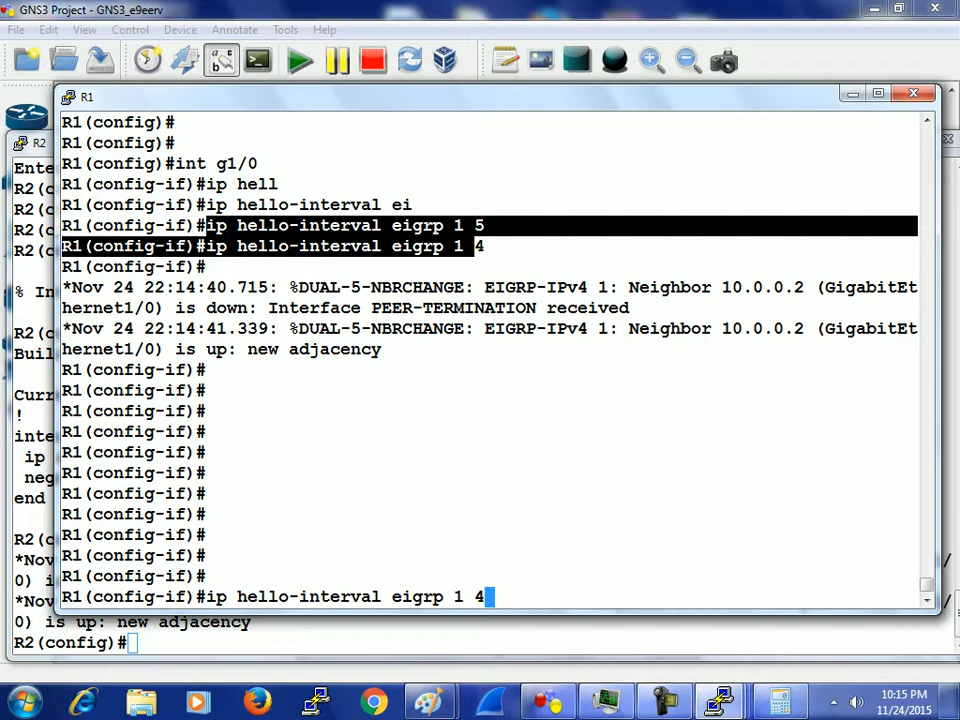 GNS3 Project - GNS3_e9eerv
File Edit View Control Device Annotate Tools Help
R1
R2
R1(config)#
R1(config)#
R1(config)#int g1/0
R1(config-if)#ip hell
R1(config-if)#ip hello-interval ei
R1(config-if)#ip hello-interval eigrp 1 5
R1(config-if)#ip hello-interval eigrp 1 4
R1(config-if)#
*Nov 24 22:14:40.715: %DUAL-5-NBRCHANGE: EIGRP-IPv4 1: Neighbor 10.0.0.2 (GigabitEt
hernet1/0) is down: Interface PEER-TERMINATION received
*Nov 24 22:14:41.339: %DUAL-5-NBRCHANGE: EIGRP-IPv4 1: Neighbor 10.0.0.2 (GigabitEt
hernet1/0) is up: new adjacency
R1(config-if)#
R1(config-if)#
R1(config-if)#
R1(config-if)#
R1(config-if)#
R1(config-if)#
R1(config-if)#
R1(config-if)#
R1(config-if)#
R1(config-if)#
R1(config-if)#
R1(config-if)#ip hello-interval eigrp 1 4
Ente
R2(
R2(
R2(
R2(
% In
R2(
Buil
Curr
!
inte
ip
neg
end
R2(
*Nov
0) i
*Nov
0) is up: new adjacency
R2(config)#
10:15 PM
11/24/2015